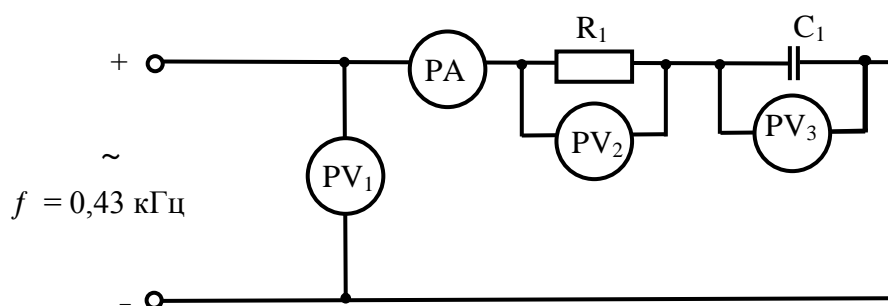 R₁
C₁
+
PA
PV₂
PV₃
~
PV₁
f = 0,43 кГц
-